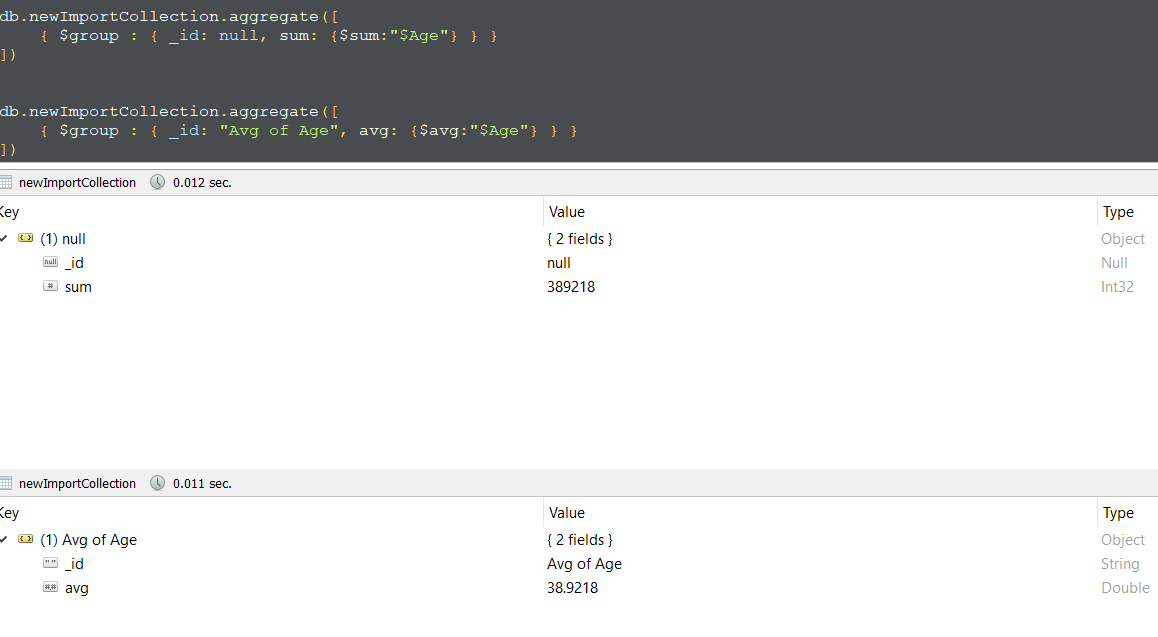 db.newImportCollection.aggregate([
{ $group : { _id: null, sum: {$sum:"$Age"} } }
])
db.newImportCollection.aggregate([
{ $group : { _id: "Avg of Age", avg: {$avg:"$Age"} } }
])
newImportCollection 0.012 sec.
Key Value Type
(1) null { 2 fields } Object
_id null Null
sum 389218 Int32
newImportCollection 0.011 sec.
Key Value Type
(1) Avg of Age { 2 fields } Object
_id Avg of Age String
avg 38.9218 Double